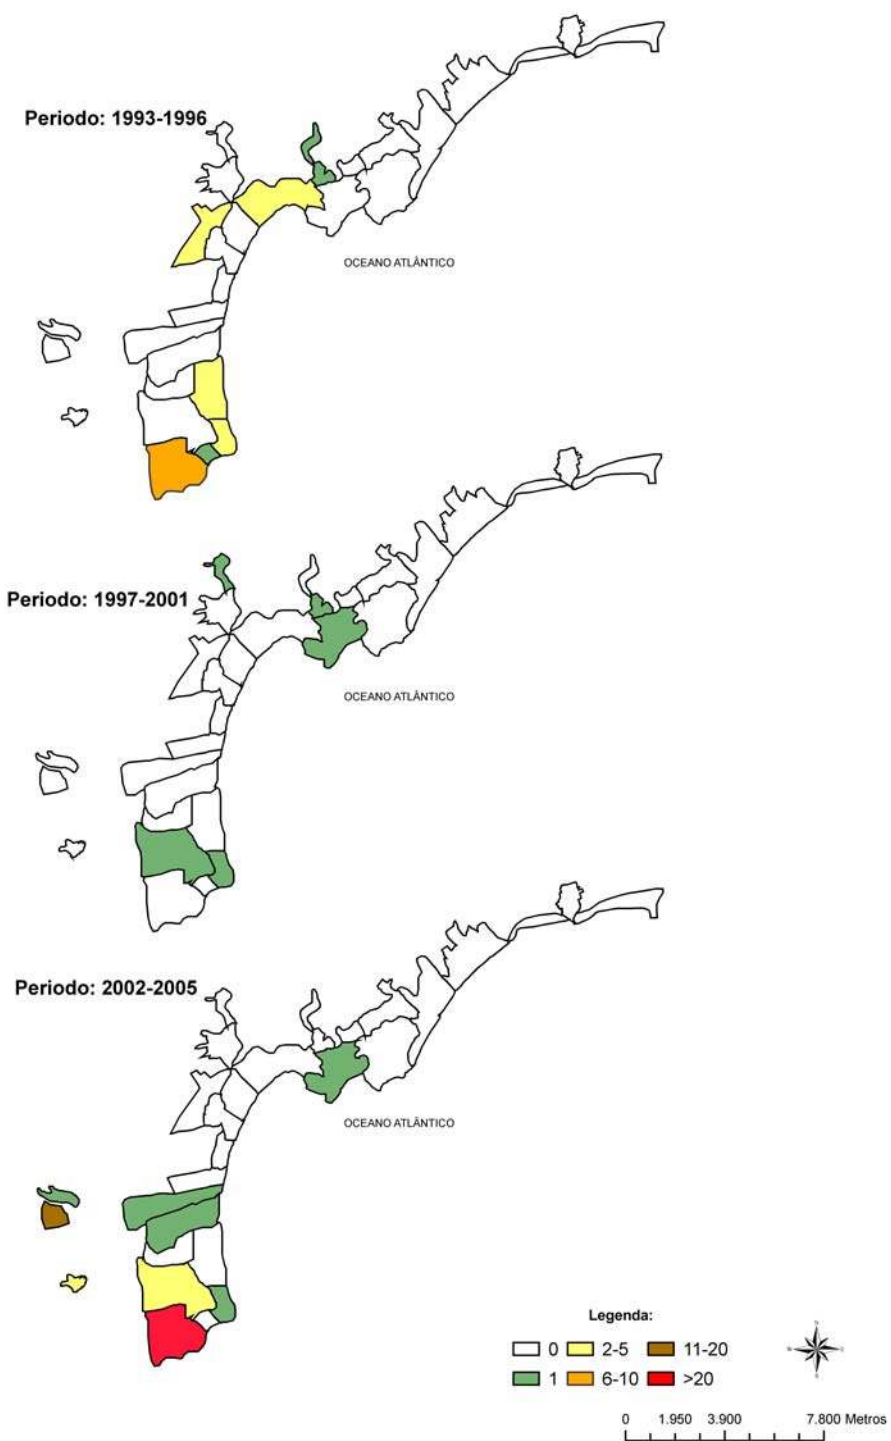 Periodo: 1993-1996
OCEANO ATLÂNTICO
Periodo: 1997-2001
OCEANO ATLÂNTICO
Periodo: 2002-2005
OCEANO ATLÂNTICO
Legenda:
0 2-5 11-20
1 6-10 >20
0 1.950 3.900 7.800 Metros